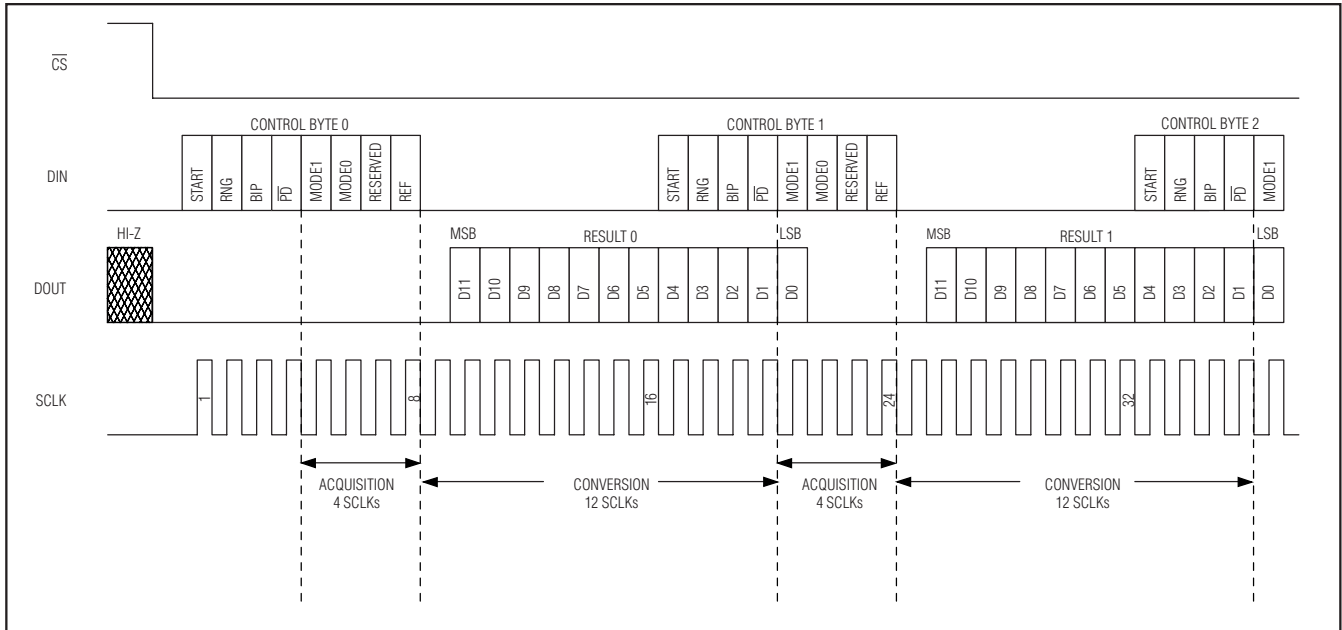 CS
CONTROL BYTE 0
CONTROL BYTE 1
CONTROL BYTE 2
DIN
START
RNG
BIP
PD
MODE1
MODE0
RESERVED
REF
START
RNG
BIP
PD
MODE1
MODE0
RESERVED
REF
START
RNG
BIP
PD
MODE1
HI-Z
MSB
RESULT 0
LSB
MSB
RESULT 1
LSB
DOUT
D11
D10
D9
D8
D7
D6
D5
D4
D3
D2
D1
D0
D11
D10
D9
D8
D7
D6
D5
D4
D3
D2
D1
D0
SCLK
1
8
16
24
32
ACQUISITION
4 SCLKs
CONVERSION
12 SCLKs
ACQUISITION
4 SCLKs
CONVERSION
12 SCLKs